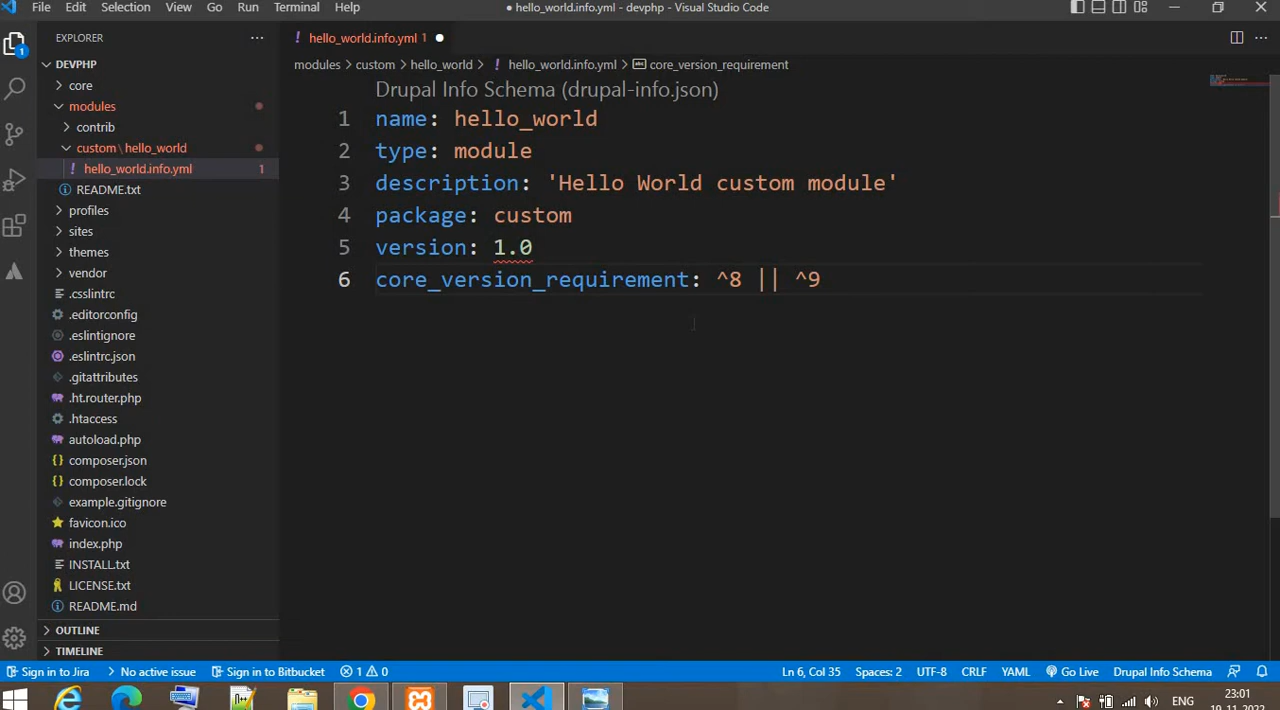 File Edit Selection View Go Run Terminal Help
● hello_world.info.yml - devphp - Visual Studio Code
EXPLORER
DEVPHP
core
modules
contrib
custom \ hello_world
hello_world.info.yml 1
README.txt
profiles
sites
themes
vendor
.csslintrc
.editorconfig
.eslintignore
.eslintrc.json
.gitattributes
.ht.router.php
.htaccess
autoload.php
composer.json
composer.lock
example.gitignore
favicon.ico
index.php
INSTALL.txt
LICENSE.txt
README.md
OUTLINE
TIMELINE
hello_world.info.yml 1 ●
modules > custom > hello_world > ! hello_world.info.yml > core_version_requirement
Drupal Info Schema (drupal-info.json)
1 name: hello_world
2 type: module
3 description: 'Hello World custom module'
4 package: custom
5 version: 1.0
6 core_version_requirement: ^8 || ^9
Sign in to Jira No active issue Sign in to Bitbucket 1 0 Ln 6, Col 35 Spaces: 2 UTF-8 CRLF YAML Go Live Drupal Info Schema
ENG
23:01
19-11-2022